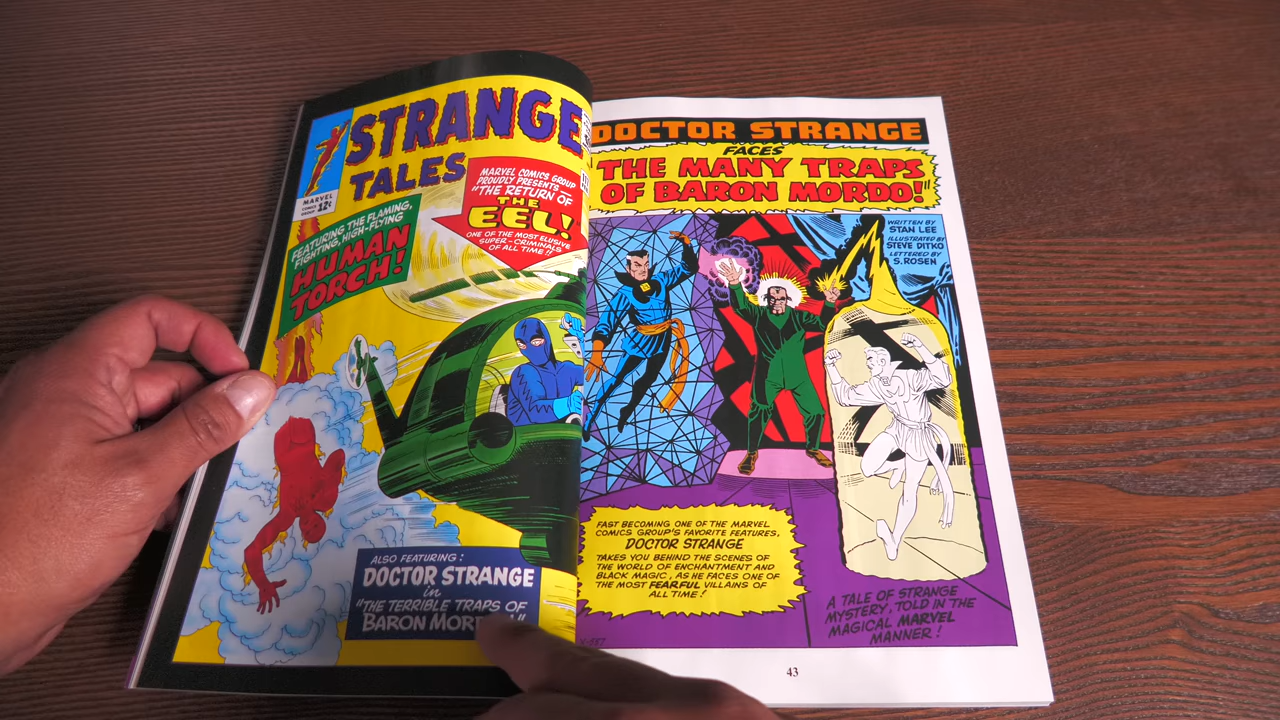 STRANGE
TALES
MARVEL
COMICS
GROUP 12¢
MARVEL COMICS GROUP
PROUDLY PRESENTS—
"THE RETURN OF
THE
EEL!"
ONE OF THE MOST ELUSIVE
SUPER-CRIMINALS
OF ALL TIME!!
FEATURING THE FLAMING,
FIGHTING, HIGH-FLYING
HUMAN
TORCH!
ALSO FEATURING:
DOCTOR STRANGE
in
"THE TERRIBLE TRAPS OF
BARON
DOCTOR STRANGE
FACES
"THE MANY TRAPS
OF BARON MORDO!"
WRITTEN BY
STAN LEE
ILLUSTRATED BY
STEVE DITKO
LETTERED BY
S. ROSEN
FAST BECOMING ONE OF THE MARVEL
COMICS GROUP'S FAVORITE FEATURES,
DOCTOR STRANGE
TAKES YOU BEHIND THE SCENES OF
THE WORLD OF ENCHANTMENT AND
BLACK MAGIC, AS HE FACES ONE OF
THE MOST FEARFUL VILLAINS OF
ALL TIME!
A TALE OF STRANGE
MYSTERY, TOLD IN THE
MAGICAL MARVEL
MANNER!
V-587
43